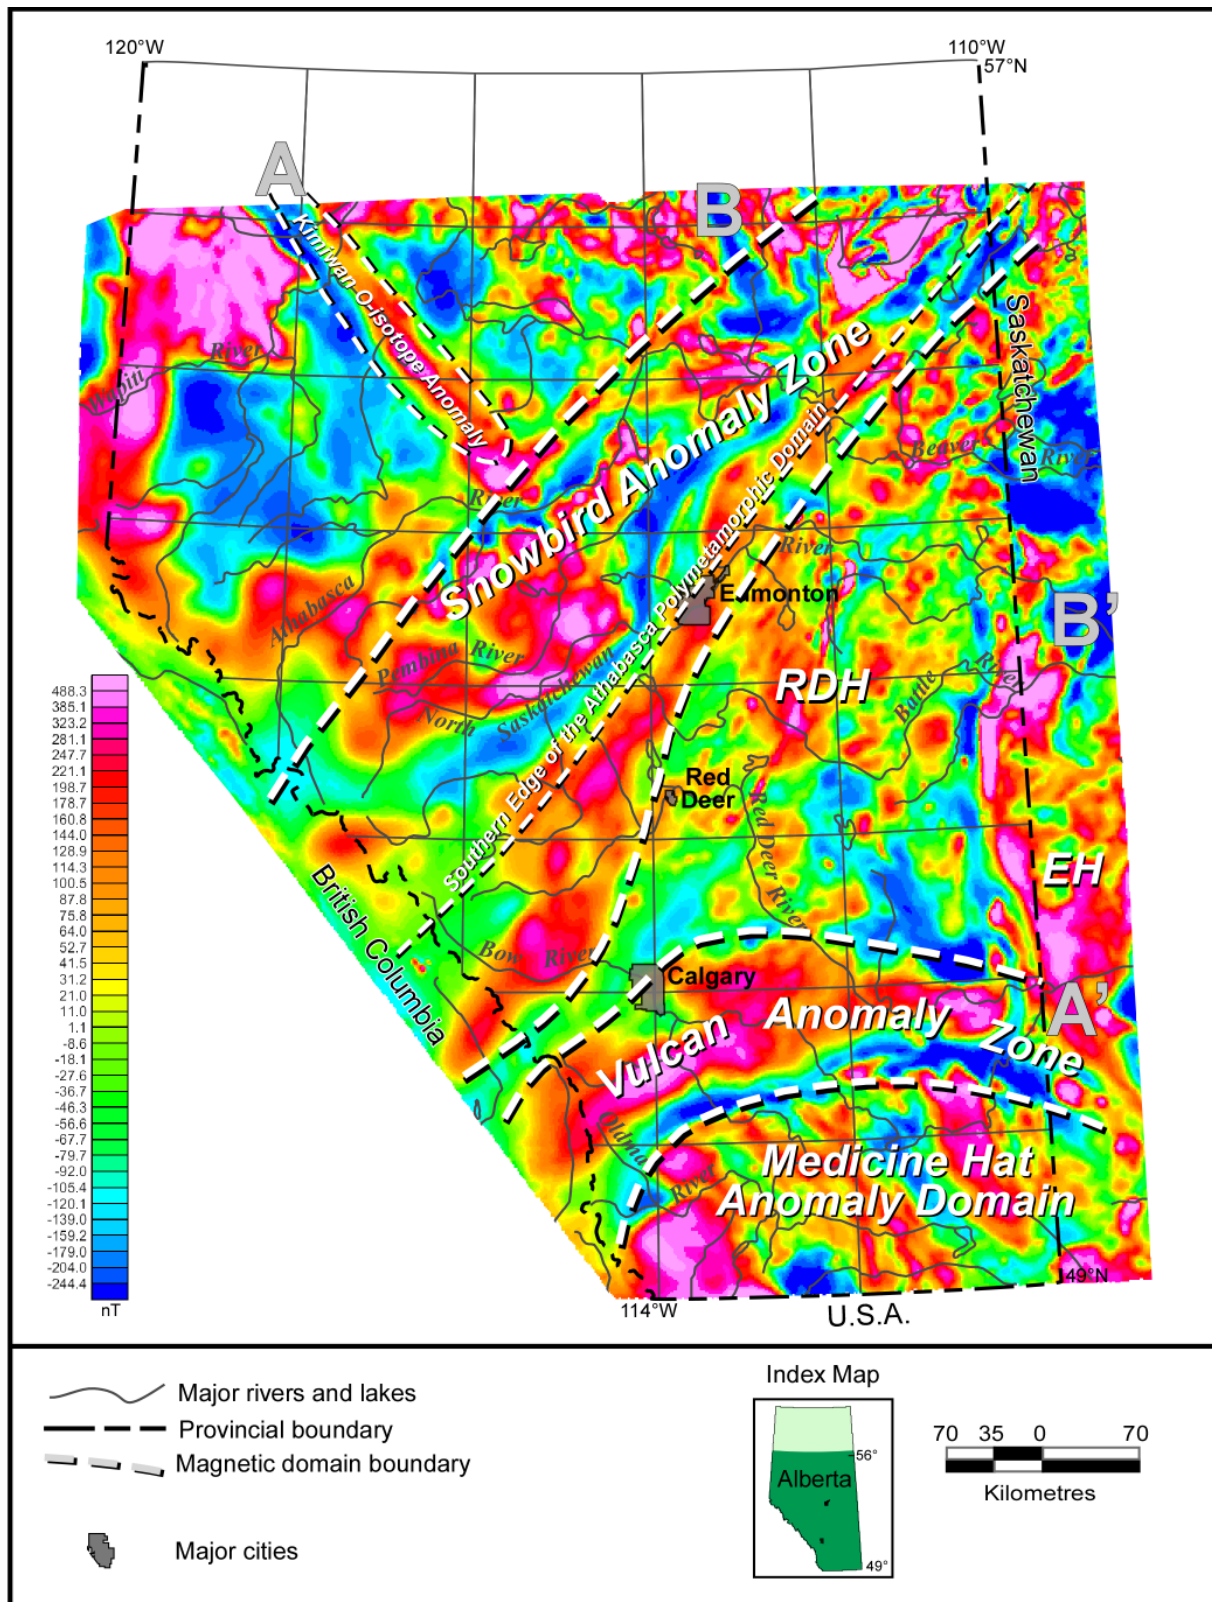 120°W
110°W
57°N
A
B
Kimiwan-O-isotope Anomaly
Saskatchewan
River
Wapiti
Snowbird Anomaly Zone
Beaver
River
River
River
Southern Edge of the Athabasca Polymetamorphic Domain
Edmonton
B'
Athabasca
Pembina River
North Saskatchewan
RDH
Battle
River
Red
Deer
Red Deer River
EH
British Columbia
Bow River
Calgary
A'
Vulcan Anomaly Zone
Oldman
River
Medicine Hat
Anomaly Domain
49°N
114°W
U.S.A.
488.3
385.1
323.2
281.1
247.7
221.1
198.7
178.7
160.8
144.0
128.9
114.3
100.5
87.8
75.8
64.0
52.7
41.5
31.2
21.0
11.0
1.1
-8.6
-18.1
-27.6
-36.7
-46.3
-56.6
-67.7
-79.7
-92.0
-105.4
-120.1
-139.0
-159.2
-179.0
-204.0
-244.4
nT
Major rivers and lakes
Provincial boundary
Magnetic domain boundary
Major cities
Index Map
56°
Alberta
49°
70 35 0 70
Kilometres